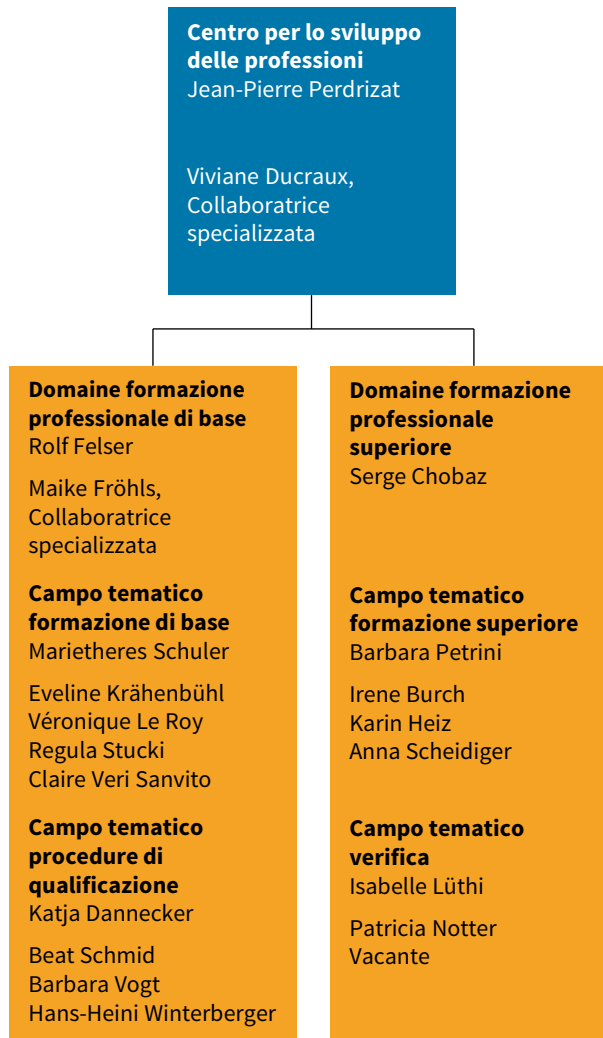 Centro per lo sviluppo
delle professioni
Jean-Pierre Perdrizat
Viviane Ducraux,
Collaboratrice
specializzata
Domaine formazione
professionale di base
Rolf Felser
Maike Fröhls,
Collaboratrice
specializzata
Campo tematico
formazione di base
Marietheres Schuler
Eveline Krähenbühl
Véronique Le Roy
Regula Stucki
Claire Veri Sanvito
Campo tematico
procedure di
qualificazione
Katja Dannecker
Beat Schmid
Barbara Vogt
Hans-Heini Winterberger
Domaine formazione
professionale
superiore
Serge Chobaz
Campo tematico
formazione superiore
Barbara Petrini
Irene Burch
Karin Heiz
Anna Scheidiger
Campo tematico
verifica
Isabelle Lüthi
Patricia Notter
Vacante